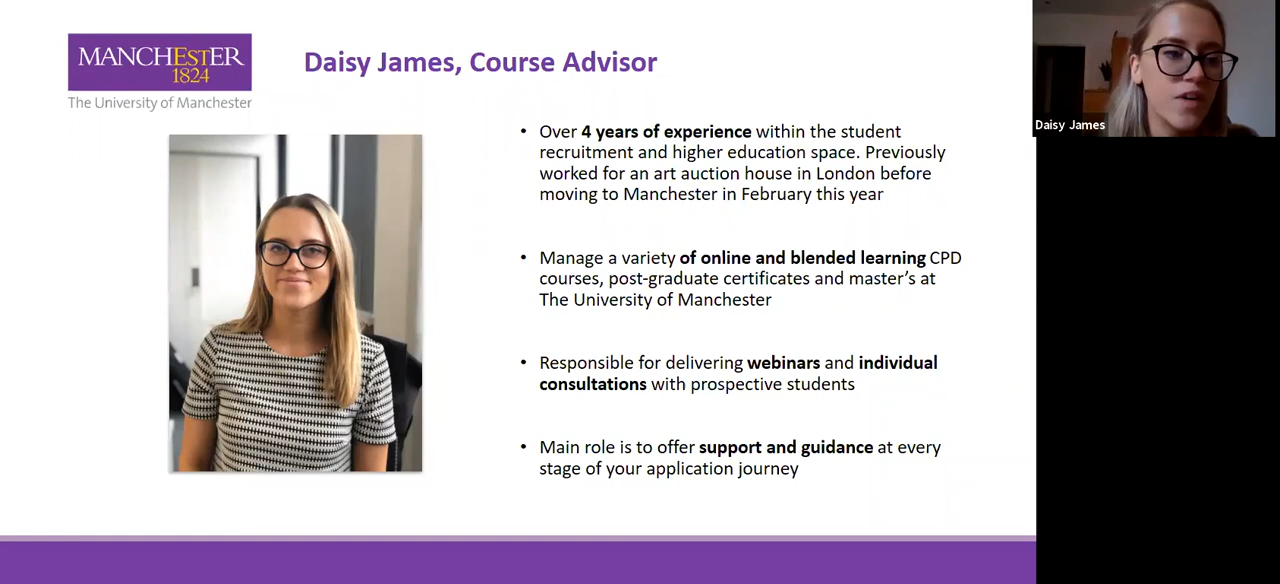 MANCHESTER
1824
The University of Manchester
Daisy James, Course Advisor
• Over 4 years of experience within the student
recruitment and higher education space. Previously
worked for an art auction house in London before
moving to Manchester in February this year
• Manage a variety of online and blended learning CPD
courses, post-graduate certificates and master's at
The University of Manchester
• Responsible for delivering webinars and individual
consultations with prospective students
• Main role is to offer support and guidance at every
stage of your application journey
Daisy James